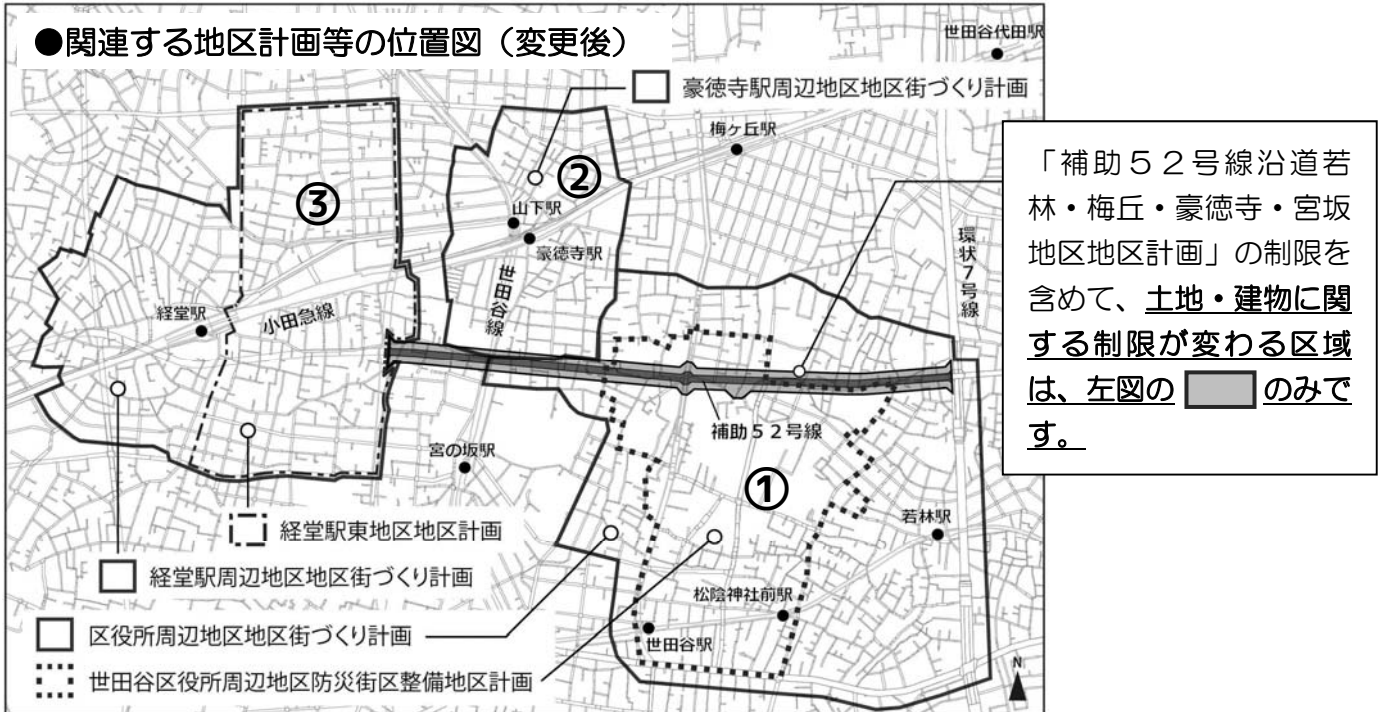 ●関連する地区計画等の位置図（変更後）
世田谷代田駅
豪徳寺駅周辺地区地区街づくり計画
梅ヶ丘駅
②
③
山下駅
豪徳寺駅
世田谷線
環状7号線
経堂駅
小田急線
補助52号線
宮の坂駅
①
若林駅
経堂駅東地区地区計画
経堂駅周辺地区地区街づくり計画
松陰神社前駅
区役所周辺地区地区街づくり計画
世田谷駅
世田谷区役所周辺地区防災街区整備地区計画
N
「補助５２号線沿道若
林・梅丘・豪徳寺・宮坂
地区地区計画」の制限を
含めて、土地・建物に関
する制限が変わる区域
は、左図の のみで
す。